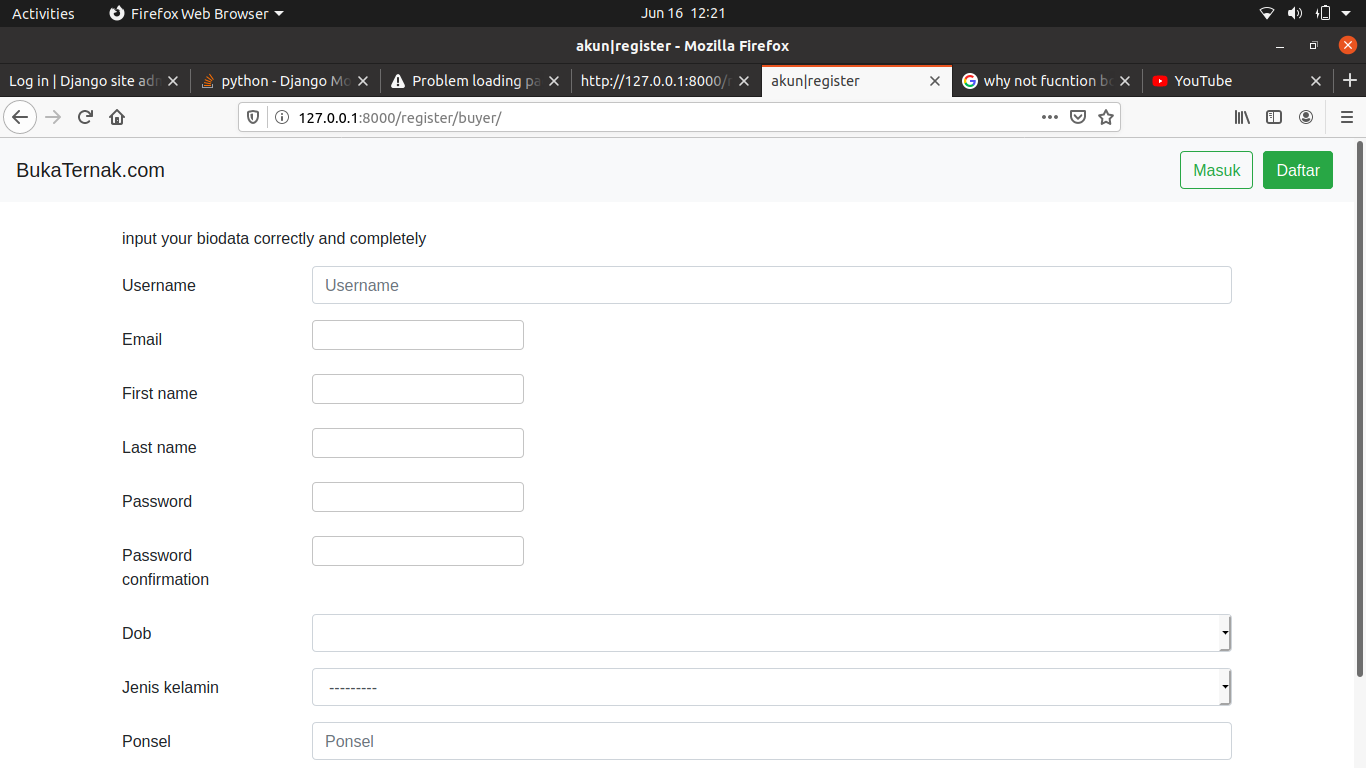 Activities Firefox Web Browser Jun 16 12:21
akun|register - Mozilla Firefox
Log in | Django site adm python - Django Mo Problem loading pa http://127.0.0.1:8000/r akun|register why not fucntion bo YouTube
127.0.0.1:8000/register/buyer/
BukaTernak.com Masuk Daftar
input your biodata correctly and completely
Username Username
Email
First name
Last name
Password
Password
confirmation
Dob
Jenis kelamin ---------
Ponsel Ponsel